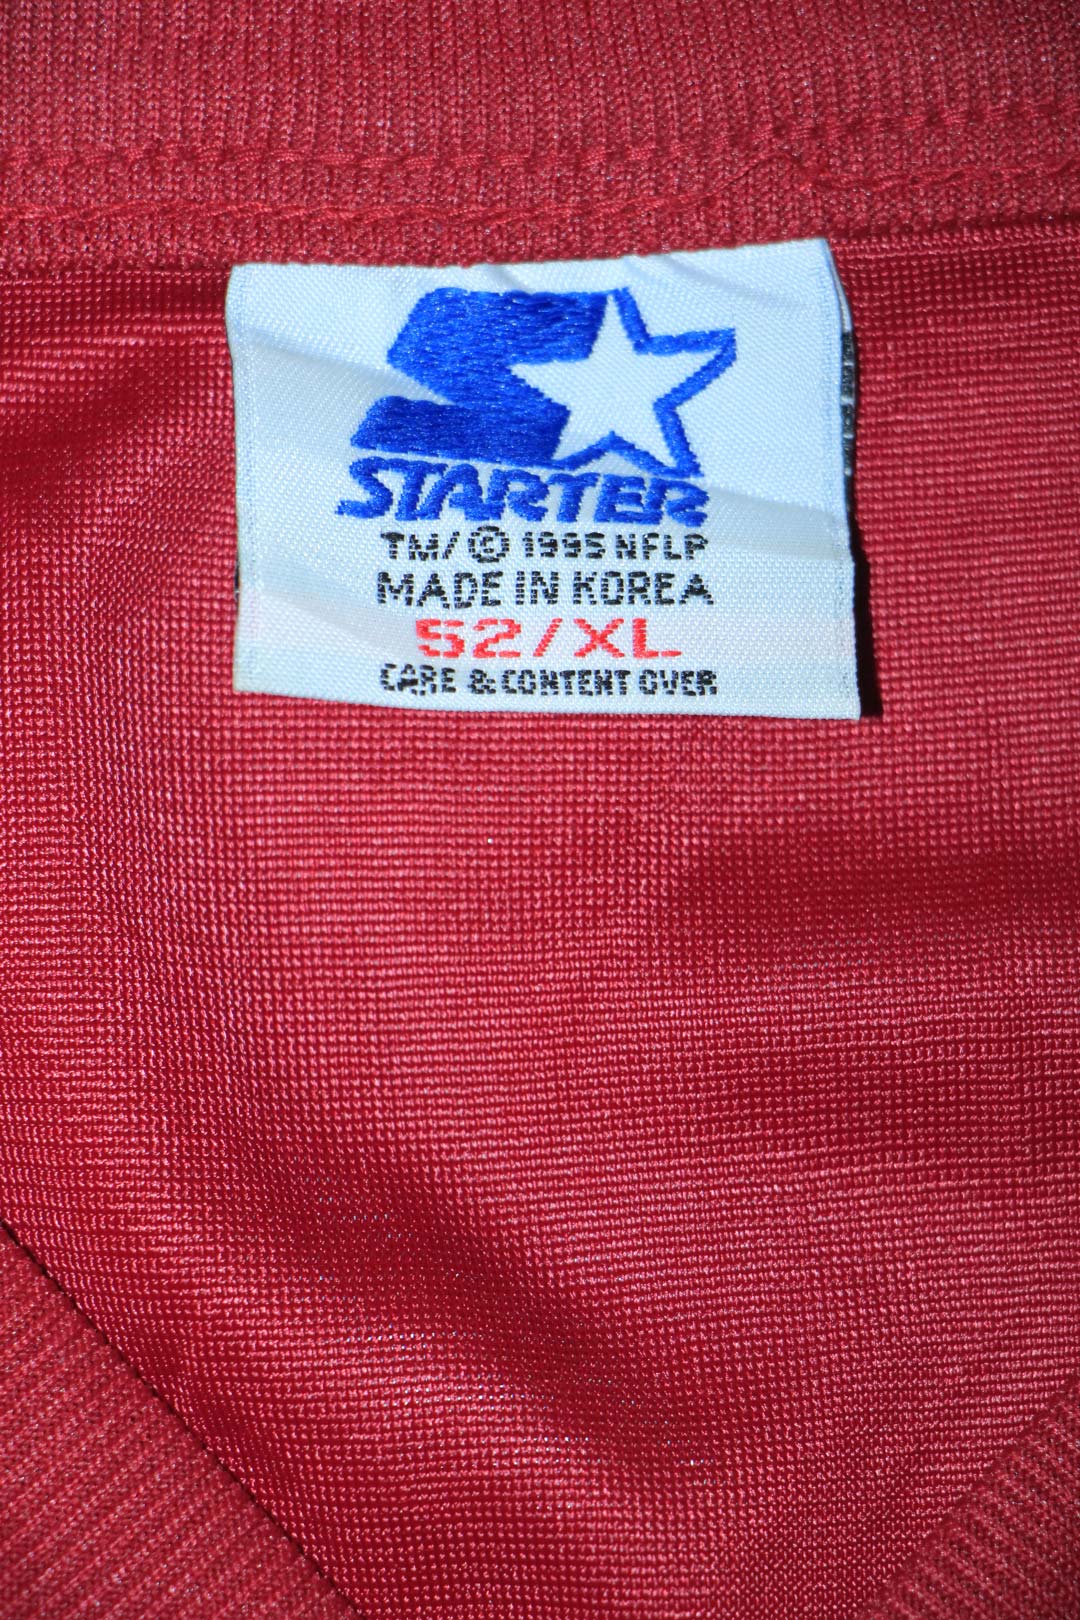 STARTER
TM/© 1995 NFLP
MADE IN KOREA
52/XL
CARE & CONTENT OVER